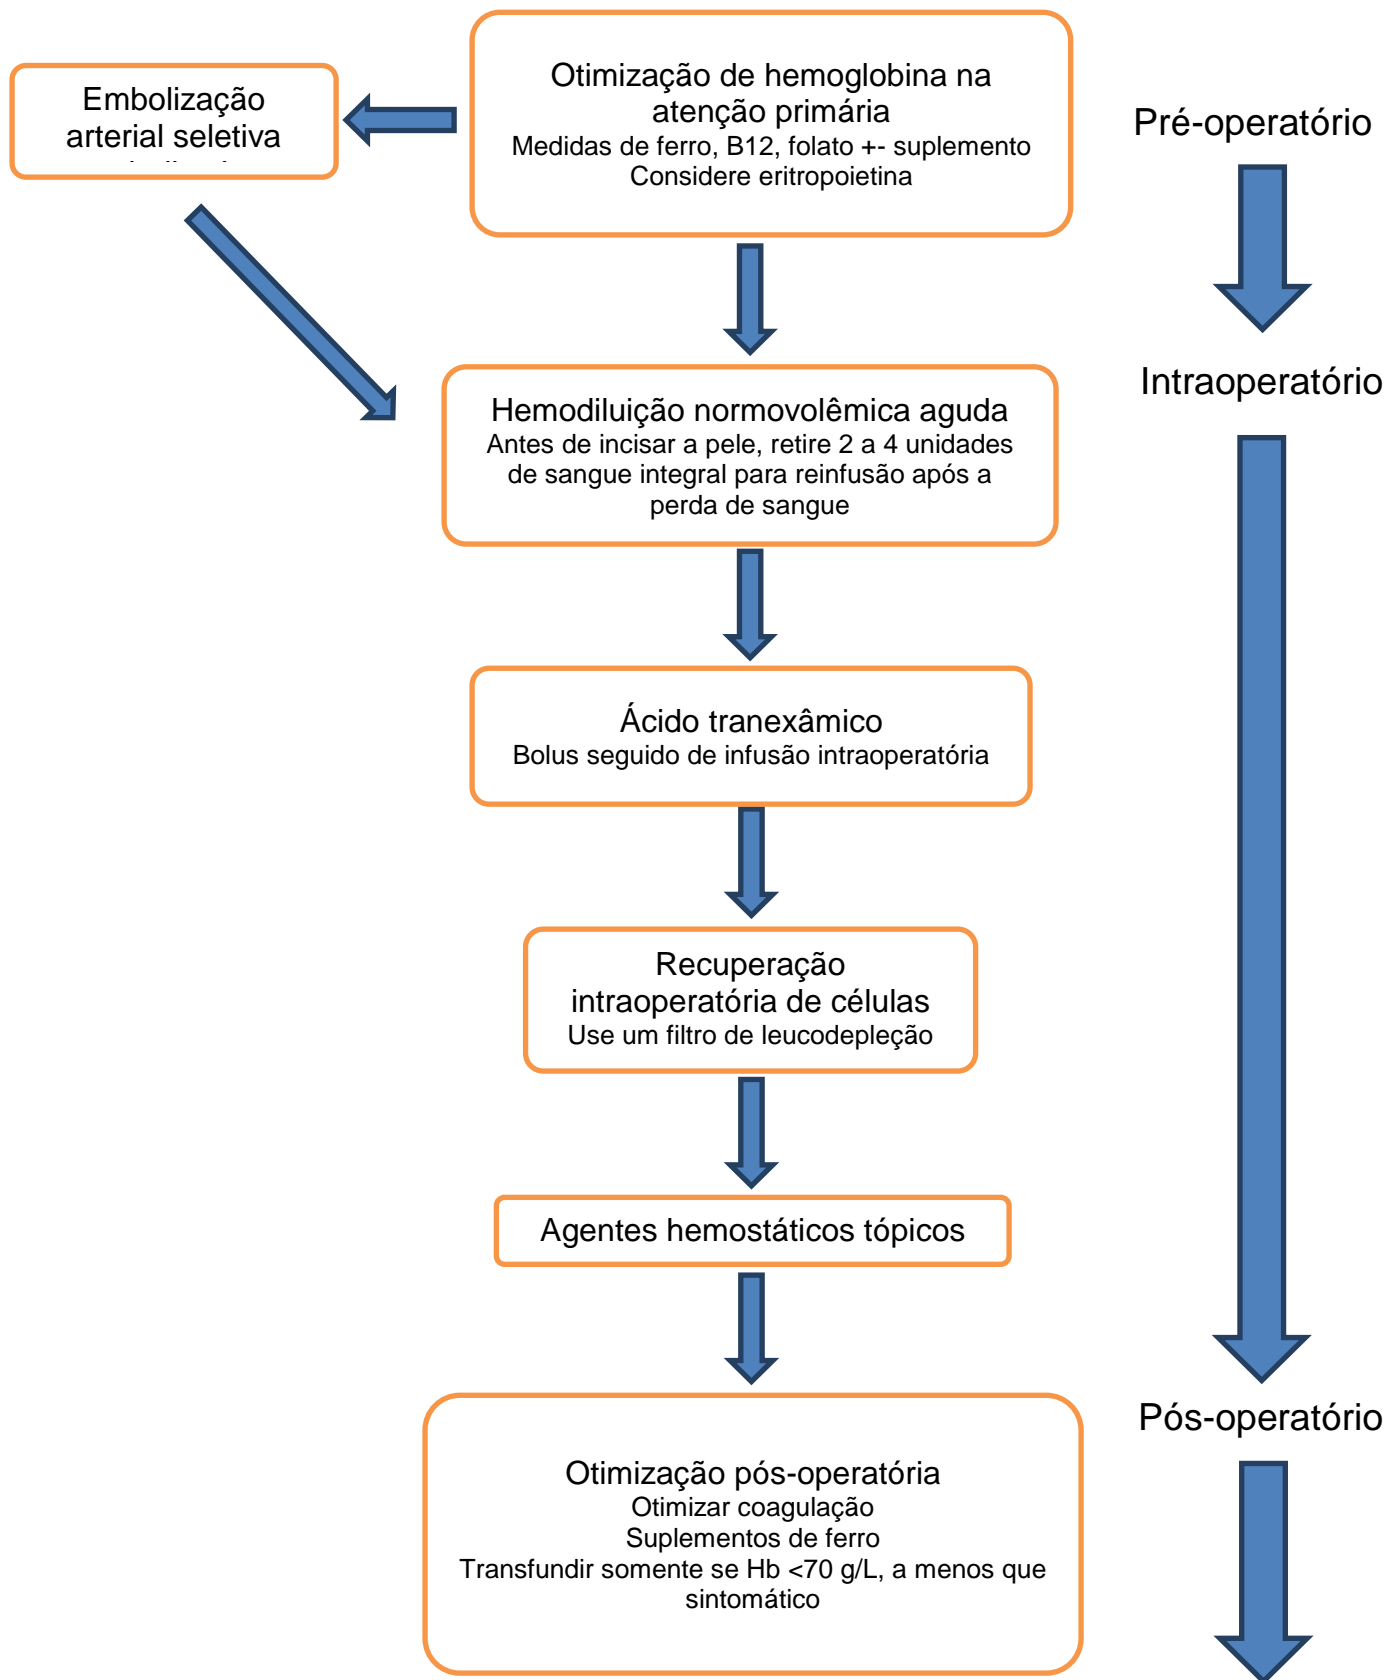 Otimização de hemoglobina na
atenção primária
Medidas de ferro, B12, folato +- suplemento
Considere eritropoietina
Embolização
arterial seletiva
Pré-operatório
Intraoperatório
Hemodiluição normovolêmica aguda
Antes de incisar a pele, retire 2 a 4 unidades
de sangue integral para reinfusão após a
perda de sangue
Ácido tranexâmico
Bolus seguido de infusão intraoperatória
Recuperação
intraoperatória de células
Use um filtro de leucodepleção
Agentes hemostáticos tópicos
Pós-operatório
Otimização pós-operatória
Otimizar coagulação
Suplementos de ferro
Transfundir somente se Hb <70 g/L, a menos que
sintomático